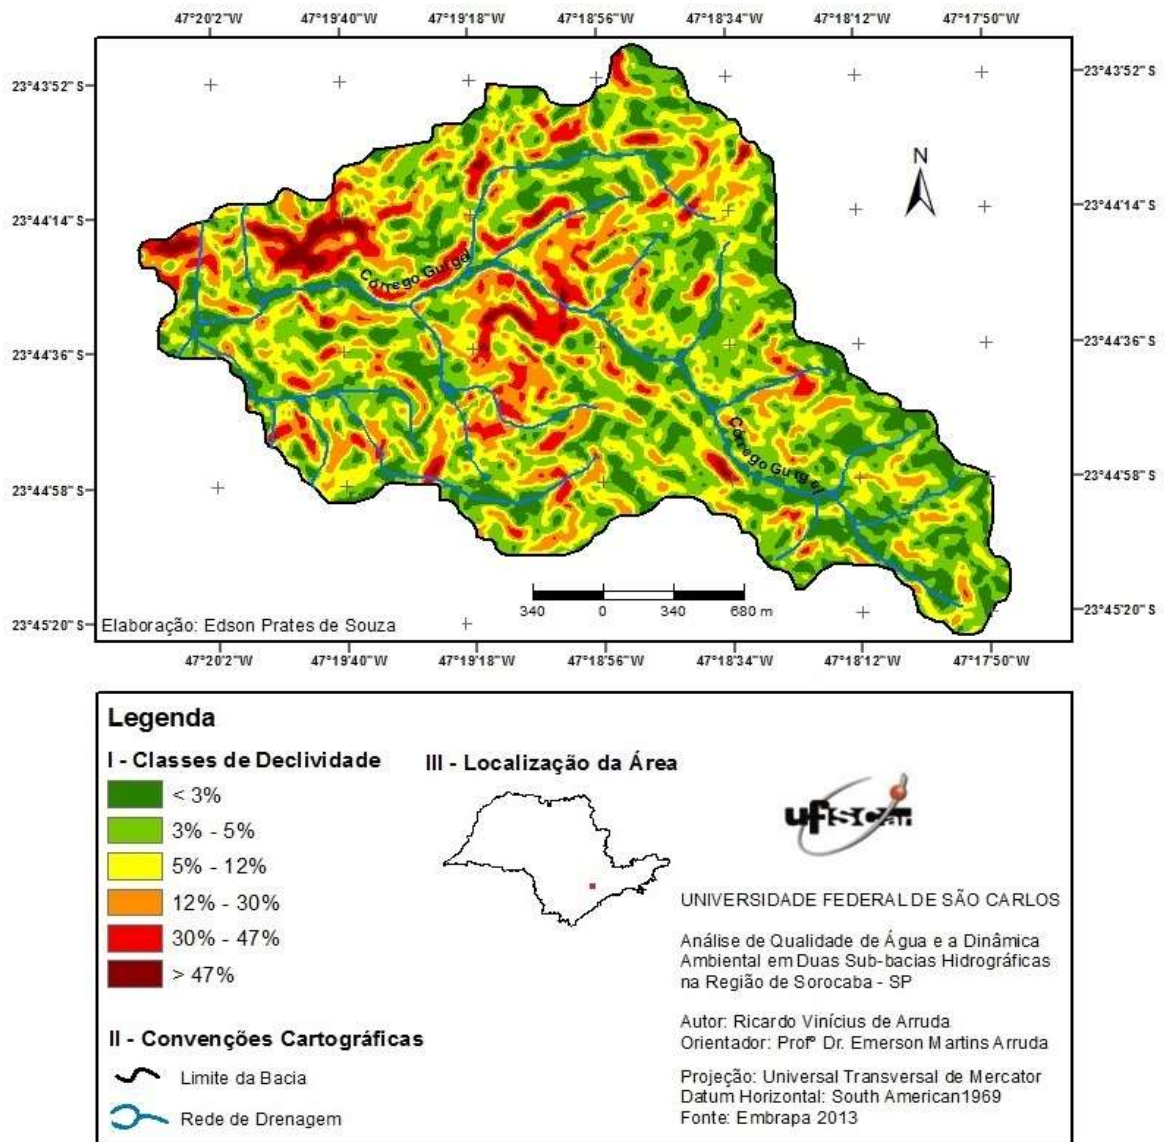 47°20'2"W 47°19'40"W 47°19'18"W 47°18'56"W 47°18'34"W 47°18'12"W 47°17'50"W
23°43'52" S
23°43'52" S
N
23°44'14" S
23°44'14" S
Córrego Gurgel
23°44'36" S
23°44'36" S
Córrego Gurgel
23°44'58" S
23°44'58" S
340 0 340 680 m
23°45'20" S
23°45'20" S
Elaboração: Edson Prates de Souza
47°20'2"W 47°19'40"W 47°19'18"W 47°18'56"W 47°18'34"W 47°18'12"W 47°17'50"W
Legenda
I - Classes de Declividade
< 3%
3% - 5%
5% - 12%
12% - 30%
30% - 47%
> 47%
II - Convenções Cartográficas
Limite da Bacia
Rede de Drenagem
III - Localização da Área
ufscar
UNIVERSIDADE FEDERAL DE SÃO CARLOS
Análise de Qualidade de Água e a Dinâmica
Ambiental em Duas Sub-bacias Hidrográficas
na Região de Sorocaba - SP
Autor: Ricardo Vinícius de Arruda
Orientador: Profº Dr. Emerson Martins Arruda
Projeção: Universal Transversal de Mercator
Datum Horizontal: South American1969
Fonte: Embrapa 2013